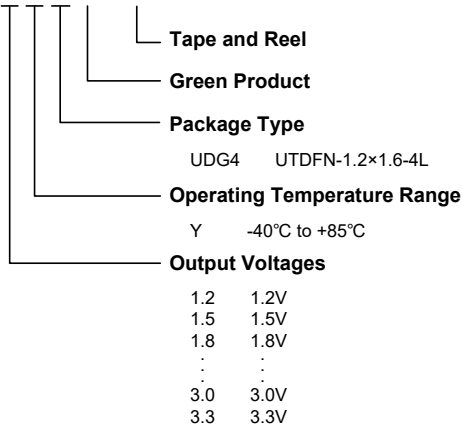 Tape and Reel
Green Product
Package Type
UDG4 UTDFN-1.2×1.6-4L
Operating Temperature Range
Y -40℃ to +85℃
Output Voltages
1.2 1.2V
1.5 1.5V
1.8 1.8V
. .
. .
. .
3.0 3.0V
3.3 3.3V